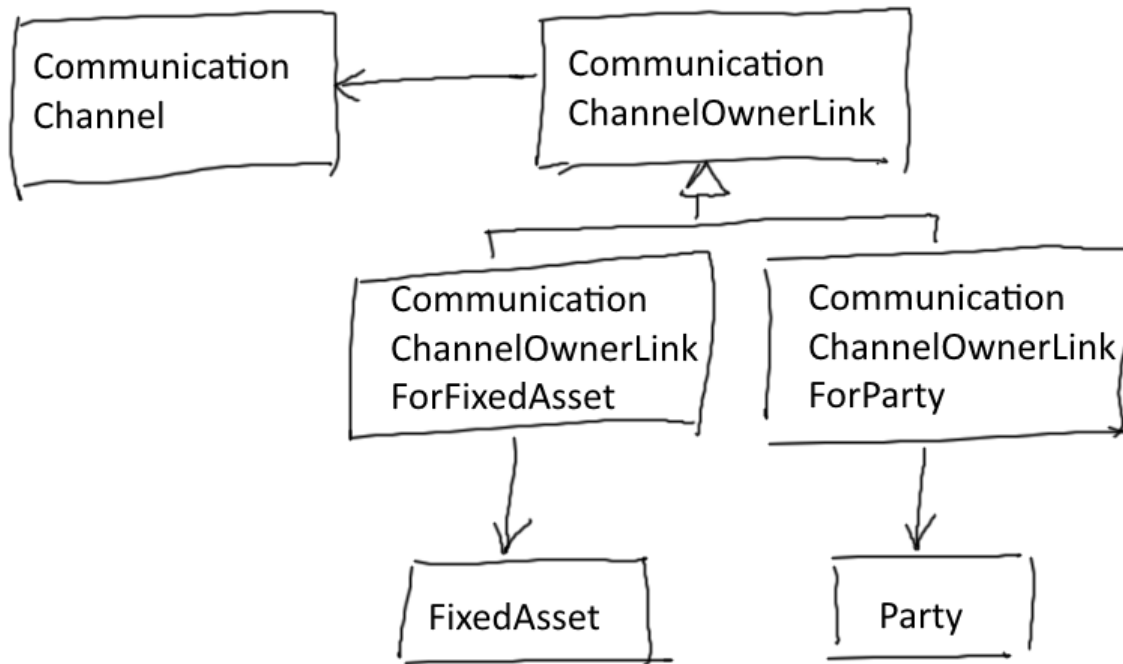 Communication
Channel
Communication
ChannelOwnerLink
Communication
ChannelOwnerLink
ForFixedAsset
Communication
ChannelOwnerLink
ForParty
FixedAsset
Party